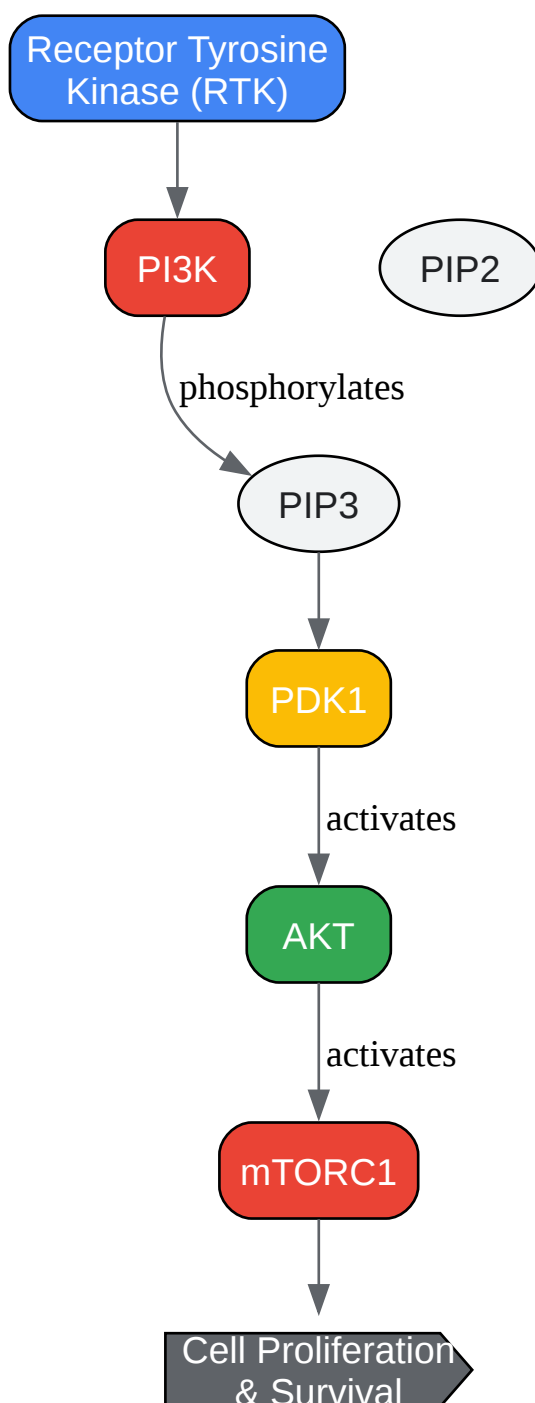 Receptor Tyrosine
Kinase (RTK)
PI3K
PIP2
phosphorylates
PIP3
PDK1
activates
AKT
activates
mTORC1
Cell Proliferation
& Survival